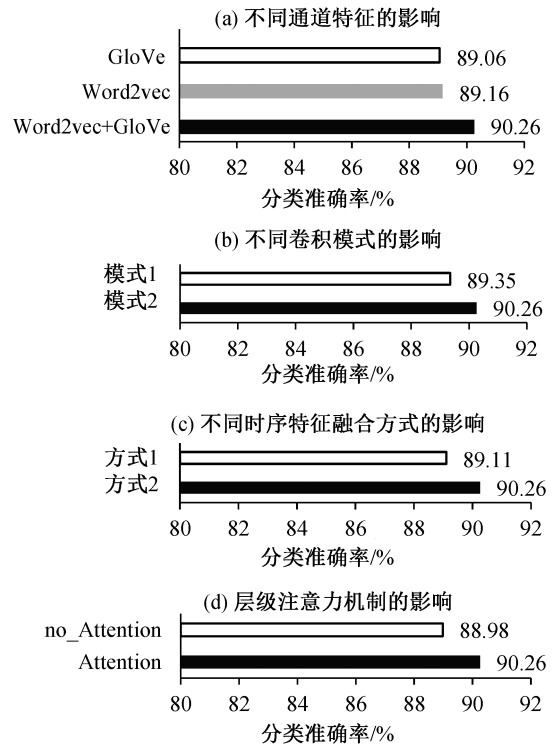 (a) 不同通道特征的影响
GloVe 89.06
Word2vec 89.16
Word2vec+GloVe 90.26
80 82 84 86 88 90 92
分类准确率/%
(b) 不同卷积模式的影响
模式1 89.35
模式2 90.26
80 82 84 86 88 90 92
分类准确率/%
(c) 不同时序特征融合方式的影响
方式1 89.11
方式2 90.26
80 82 84 86 88 90 92
分类准确率/%
(d) 层级注意力机制的影响
no_Attention 88.98
Attention 90.26
80 82 84 86 88 90 92
分类准确率/%